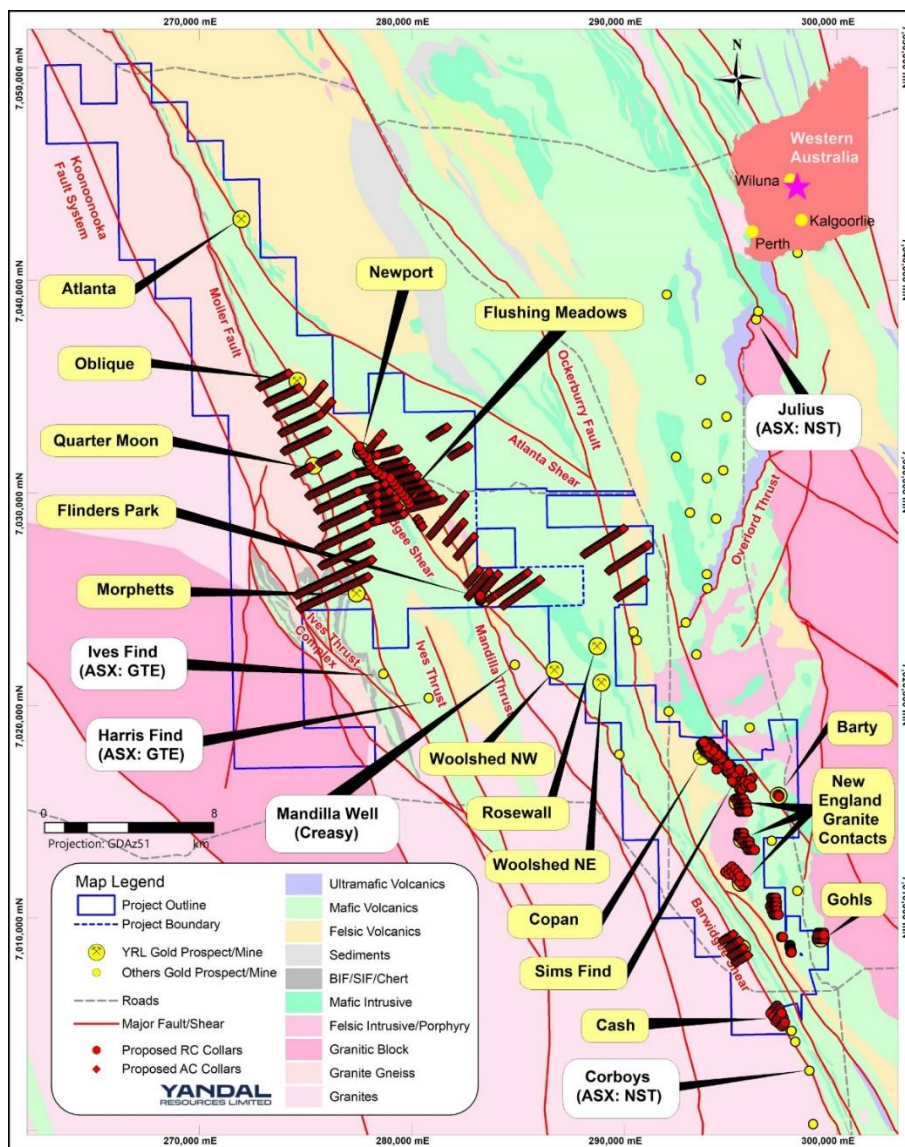 270,000 mE
280,000 mE
290,000 mE
300,000 mE
7,050,000 mN
7,040,000 mN
7,030,000 mN
7,020,000 mN
7,010,000 mN
N
Western
Australia
Wiluna
Kalgoorlie
Perth
Koonoonooka
Fault System
Atlanta
Newport
Moiler Fault
Flushing Meadows
Oblique
Ockerburry Fault
Julius
(ASX: NST)
Quarter Moon
Atlanta Shear
Flinders Park
Overlord Thrust
Morphetts
Ives Thrust
Complex
Ives Thrust
Mandilla Thrust
Ives Find
(ASX: GTE)
Harris Find
(ASX: GTE)
Woolshed NW
Barty
Mandilla Well
(Creasy)
Rosewall
New
England
Granite
Contacts
Woolshed NE
Copan
Gohls
Barwidgee Shear
Sims Find
Cash
Corboys
(ASX: NST)
0
8
km
Projection: GDAz51
Map Legend
Project Outline
Project Boundary
YRL Gold Prospect/Mine
Others Gold Prospect/Mine
Roads
Major Fault/Shear
Proposed RC Collars
Proposed AC Collars
YANDAL
RESOURCES LIMITED
Ultramafic Volcanics
Mafic Volcanics
Felsic Volcanics
Sediments
BIF/SIF/Chert
Mafic Intrusive
Felsic Intrusive/Porphyry
Granitic Block
Granite Gneiss
Granites
270,000 mE
280,000 mE
290,000 mE
300,000 mE